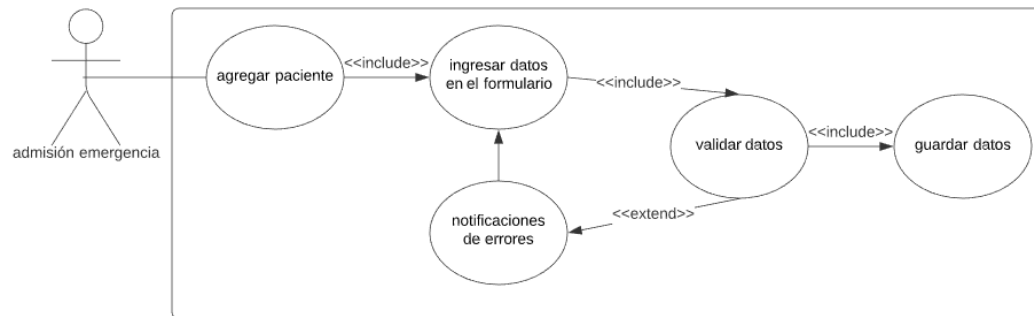 agregar paciente
<<include>>
ingresar datos
en el formulario
<<include>>
validar datos
<<include>>
guardar datos
admisión emergencia
<<extend>>
notificaciones
de errores